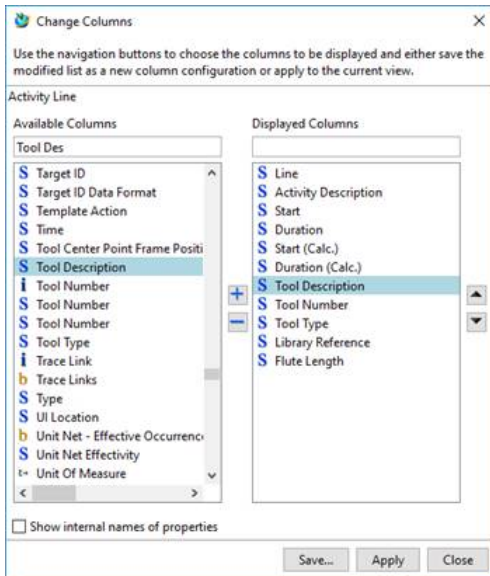 Change Columns
Use the navigation buttons to choose the columns to be displayed and either save the
modified list as a new column configuration or apply to the current view.
Activity Line
Available Columns
Tool Des
S Target ID
S Target ID Data Format
S Template Action
S Time
S Tool Center Point Frame Positi
S Tool Description
i Tool Number
S Tool Number
S Tool Number
S Tool Type
i Trace Link
b Trace Links
S Type
S UI Location
b Unit Net - Effective Occurrenc
S Unit Net Effectivity
t→ Unit Of Measure
Displayed Columns
S Line
S Activity Description
S Start
S Duration
S Start (Calc.)
S Duration (Calc.)
S Tool Description
S Tool Number
S Tool Type
S Library Reference
S Flute Length
Show internal names of properties
Save... Apply Close